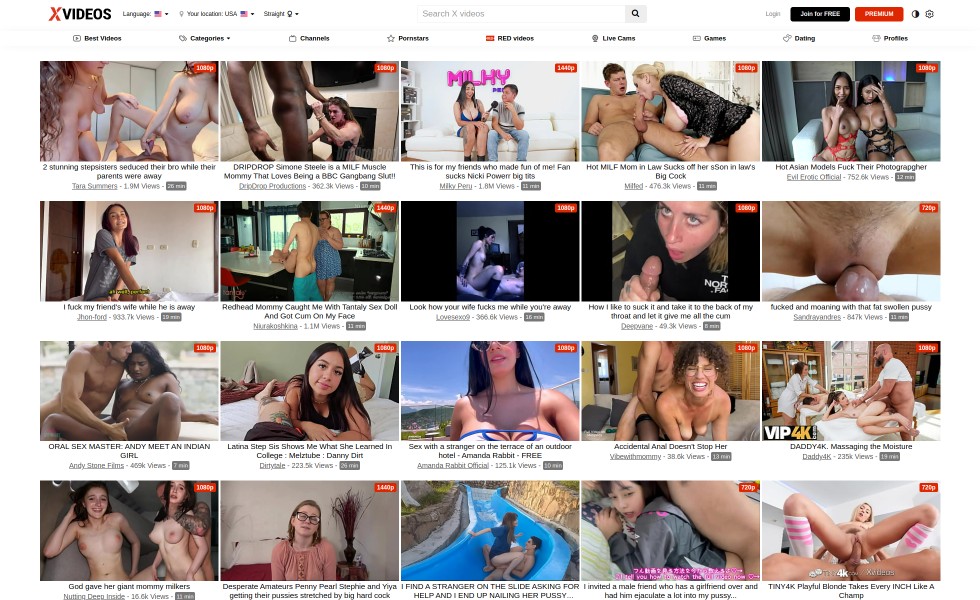 XVIDEOS
Language:
Your location: USA
Straight
Search X videos
Login
Join for FREE
PREMIUM
Best Videos
Categories
Channels
Pornstars
RED videos
Live Cams
Games
Dating
Profiles
1080p
1080p
MILKY
1440p
1080p
1080p
2 stunning stepsisters seduced their bro while their
parents were away
Tara Summers - 1.9M Views - 26 min
DRIPDROP Simone Steele is a MILF Muscle
Mommy That Loves Being a BBC Gangbang Slut!!
DripDrop Productions - 362.3k Views - 10 min
This is for my friends who made fun of me! Fan
sucks Nicki Power big tits
Milky Peru - 1.8M Views - 11 min
Hot MILF Mom in Law Sucks off her sSon in law's
Big Cock
Milfed - 476.3k Views - 11 min
Hot Asian Models Fuck Their Photograpgher
Evil Erotic Official - 752.6k Views - 12 min
1080p
1440p
1080p
1080p
720p
I fuck my friend's wife while he is away
Jhon-ford - 933.7k Views - 19 min
Redhead Mommy Caught Me With Tantaly Sex Doll
And Got Cum On My Face
Niurakoshkina - 1.1M Views - 11 min
Look how your wife fucks me while you're away
Lovesexo9 - 366.6k Views - 16 min
How I like to suck it and take it to the back of my
throat and let it give me all the cum
Deepvane - 49.3k Views - 8 min
fucked and moaning with that fat swollen pussy
Sandrayandres - 847k Views - 11 min
1080p
1080p
1080p
1080p
VIP4K
1080p
ORAL SEX MASTER: ANDY MEET AN INDIAN
GIRL
Andy Stone Films - 469k Views - 7 min
Latina Step Sis Shows Me What She Learned In
College : Melztube : Danny Dirt
Dirtytale - 223.5k Views - 26 min
Sex with a stranger on the terrace of an outdoor
hotel - Amanda Rabbit - FREE
Amanda Rabbit Official - 125.1k Views - 10 min
Accidental Anal Doesn't Stop Her
Vibewithmommy - 38.6k Views - 13 min
DADDY4K. Massaging the Moisture
Daddy4K - 235k Views - 19 min
1080p
1440p
720p
720p
God gave her giant mommy milkers
Nutting Deep Inside - 16.6k Views - 11 min
Desperate Amateurs Penny Pearl Stephie and Yiya
getting their pussies stretched by big hard cock
I FIND A STRANGER ON THE SLIDE ASKING FOR
HELP AND I END UP NAILING HER PUSSY...
I invited a male friend who has a girlfriend over and
had him ejaculate a lot into my pussy...
TINY4K Playful Blonde Takes Every INCH Like A
Champ